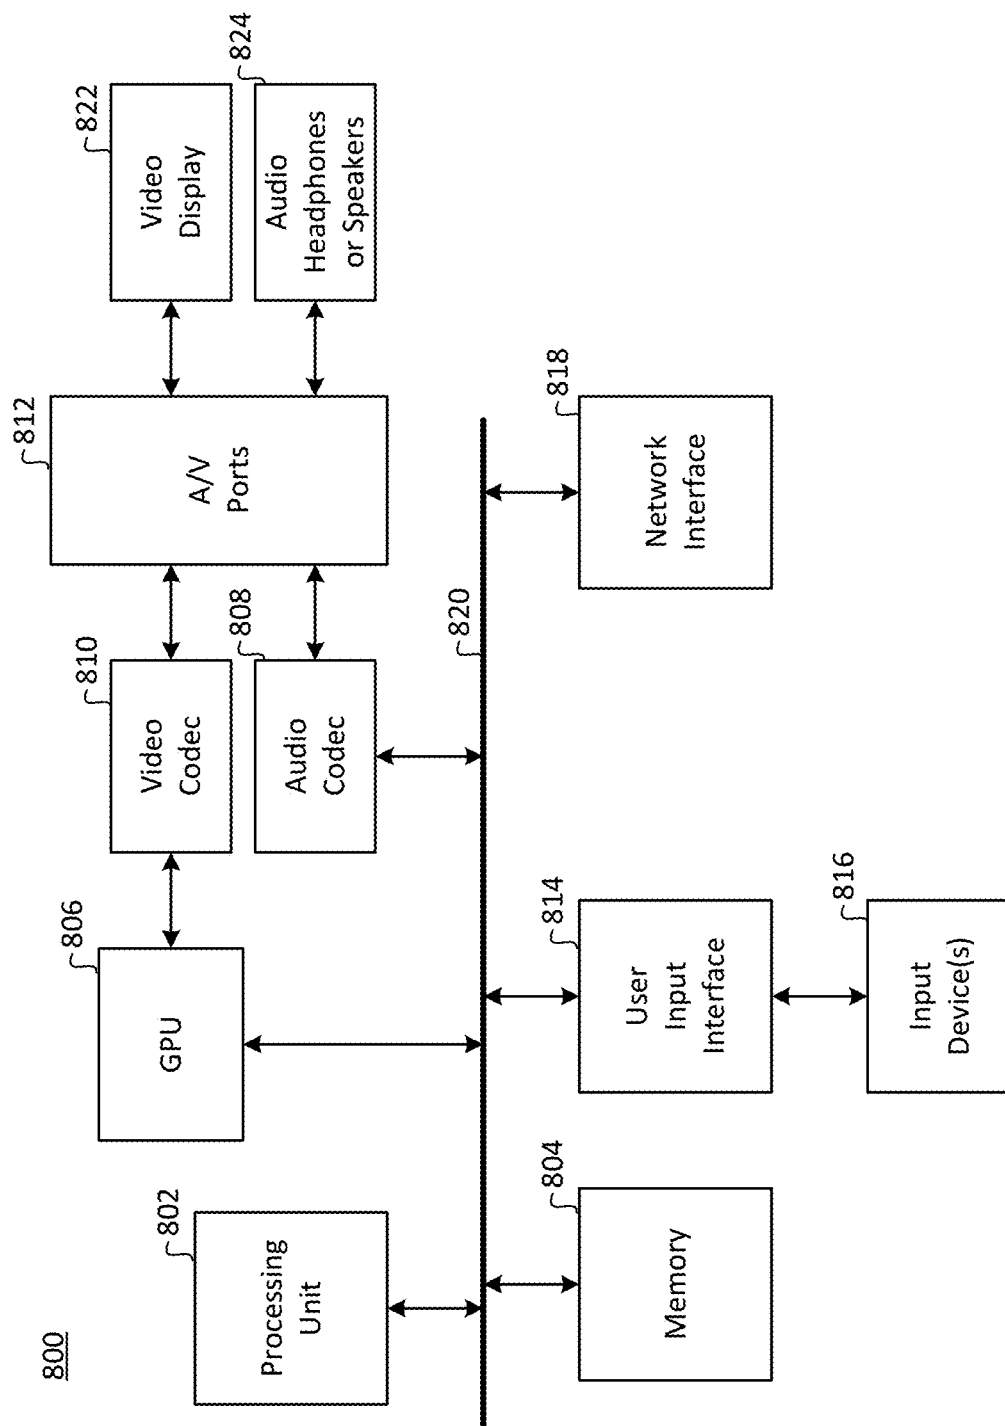 800
802
Processing
Unit
806
GPU
810
Video
Codec
808
Audio
Codec
812
A/V
Ports
822
Video
Display
824
Audio
Headphones
or Speakers
820
804
Memory
814
User
Input
Interface
816
Input
Device(s)
818
Network
Interface